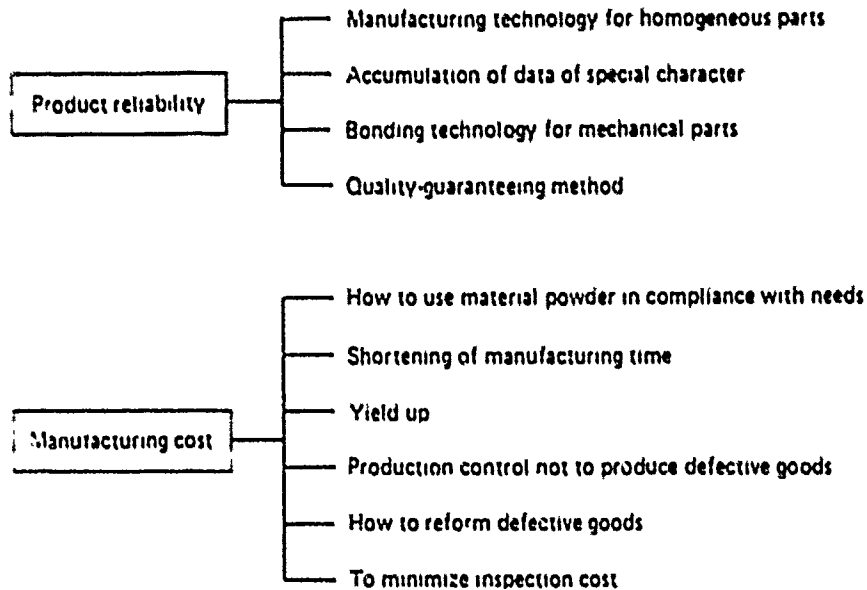 Product reliability
Manufacturing technology for homogeneous parts
Accumulation of data of special character
Bonding technology for mechanical parts
Quality-guaranteeing method
Manufacturing cost
How to use material powder in compliance with needs
Shortening of manufacturing time
Yield up
Production control not to produce defective goods
How to reform defective goods
To minimize inspection cost